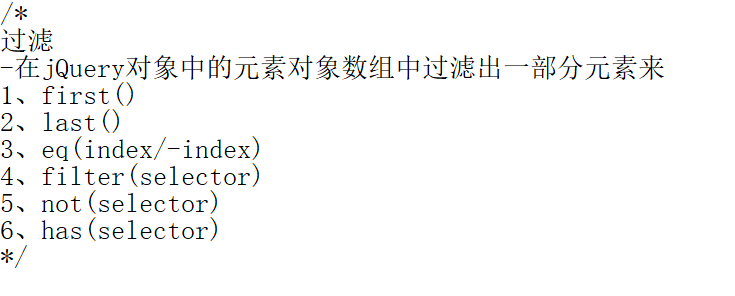 /*
过滤
-在jQuery对象中的元素对象数组中过滤出一部分元素来
1、first()
2、last()
3、eq(index/-index)
4、filter(selector)
5、not(selector)
6、has(selector)
*/